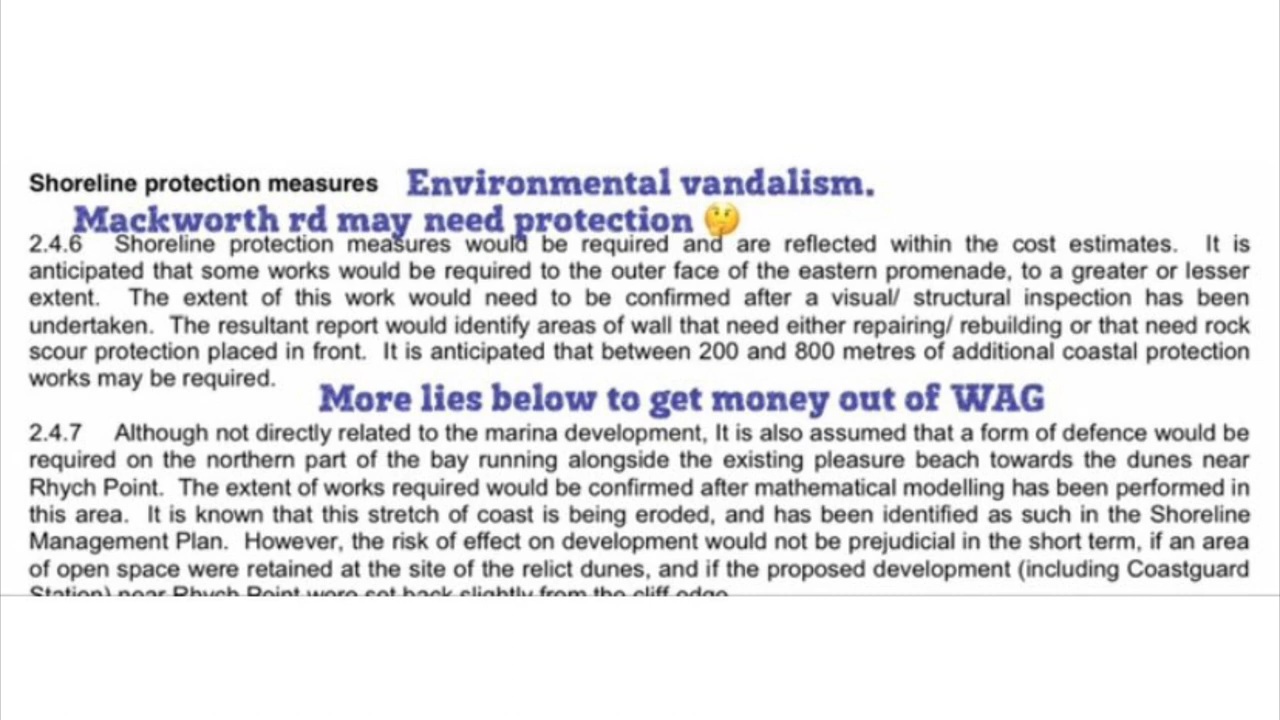 Shoreline protection measures Environmental vandalism.
Mackworth rd may need protection 🤔
2.4.6 Shoreline protection measures would be required and are reflected within the cost estimates. It is
anticipated that some works would be required to the outer face of the eastern promenade, to a greater or lesser
extent. The extent of this work would need to be confirmed after a visual/ structural inspection has been
undertaken. The resultant report would identify areas of wall that need either repairing/ rebuilding or that need rock
scour protection placed in front. It is anticipated that between 200 and 800 metres of additional coastal protection
works may be required.
More lies below to get money out of WAG
2.4.7 Although not directly related to the marina development, It is also assumed that a form of defence would be
required on the northern part of the bay running alongside the existing pleasure beach towards the dunes near
Rhych Point. The extent of works required would be confirmed after mathematical modelling has been performed in
this area. It is known that this stretch of coast is being eroded, and has been identified as such in the Shoreline
Management Plan. However, the risk of effect on development would not be prejudicial in the short term, if an area
of open space were retained at the site of the relict dunes, and if the proposed development (including Coastguard
Station) near Rhych Point were set back slightly from the cliff edge